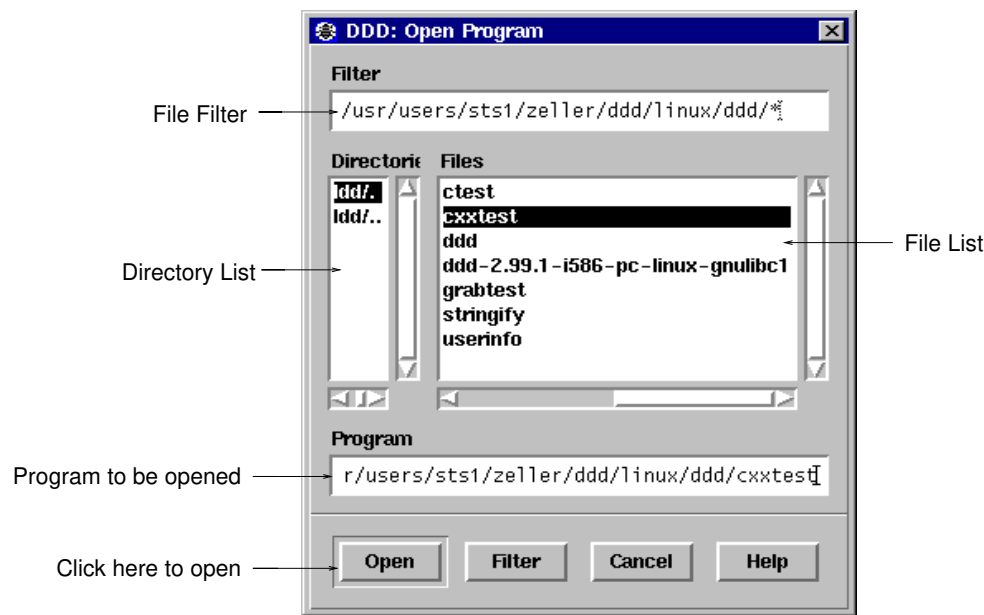 DDD: Open Program
Filter
File Filter
/usr/users/sts1/zeller/ddd/linux/ddd/*
Directorie Files
ldd/.
ldd/..
ctest
cxxtest
ddd
ddd-2.99.1-i586-pc-linux-gnulibc1
grabtest
stringify
userinfo
File List
Directory List
Program
Program to be opened
r/users/sts1/zeller/ddd/linux/ddd/cxxtest
Click here to open
Open Filter Cancel Help